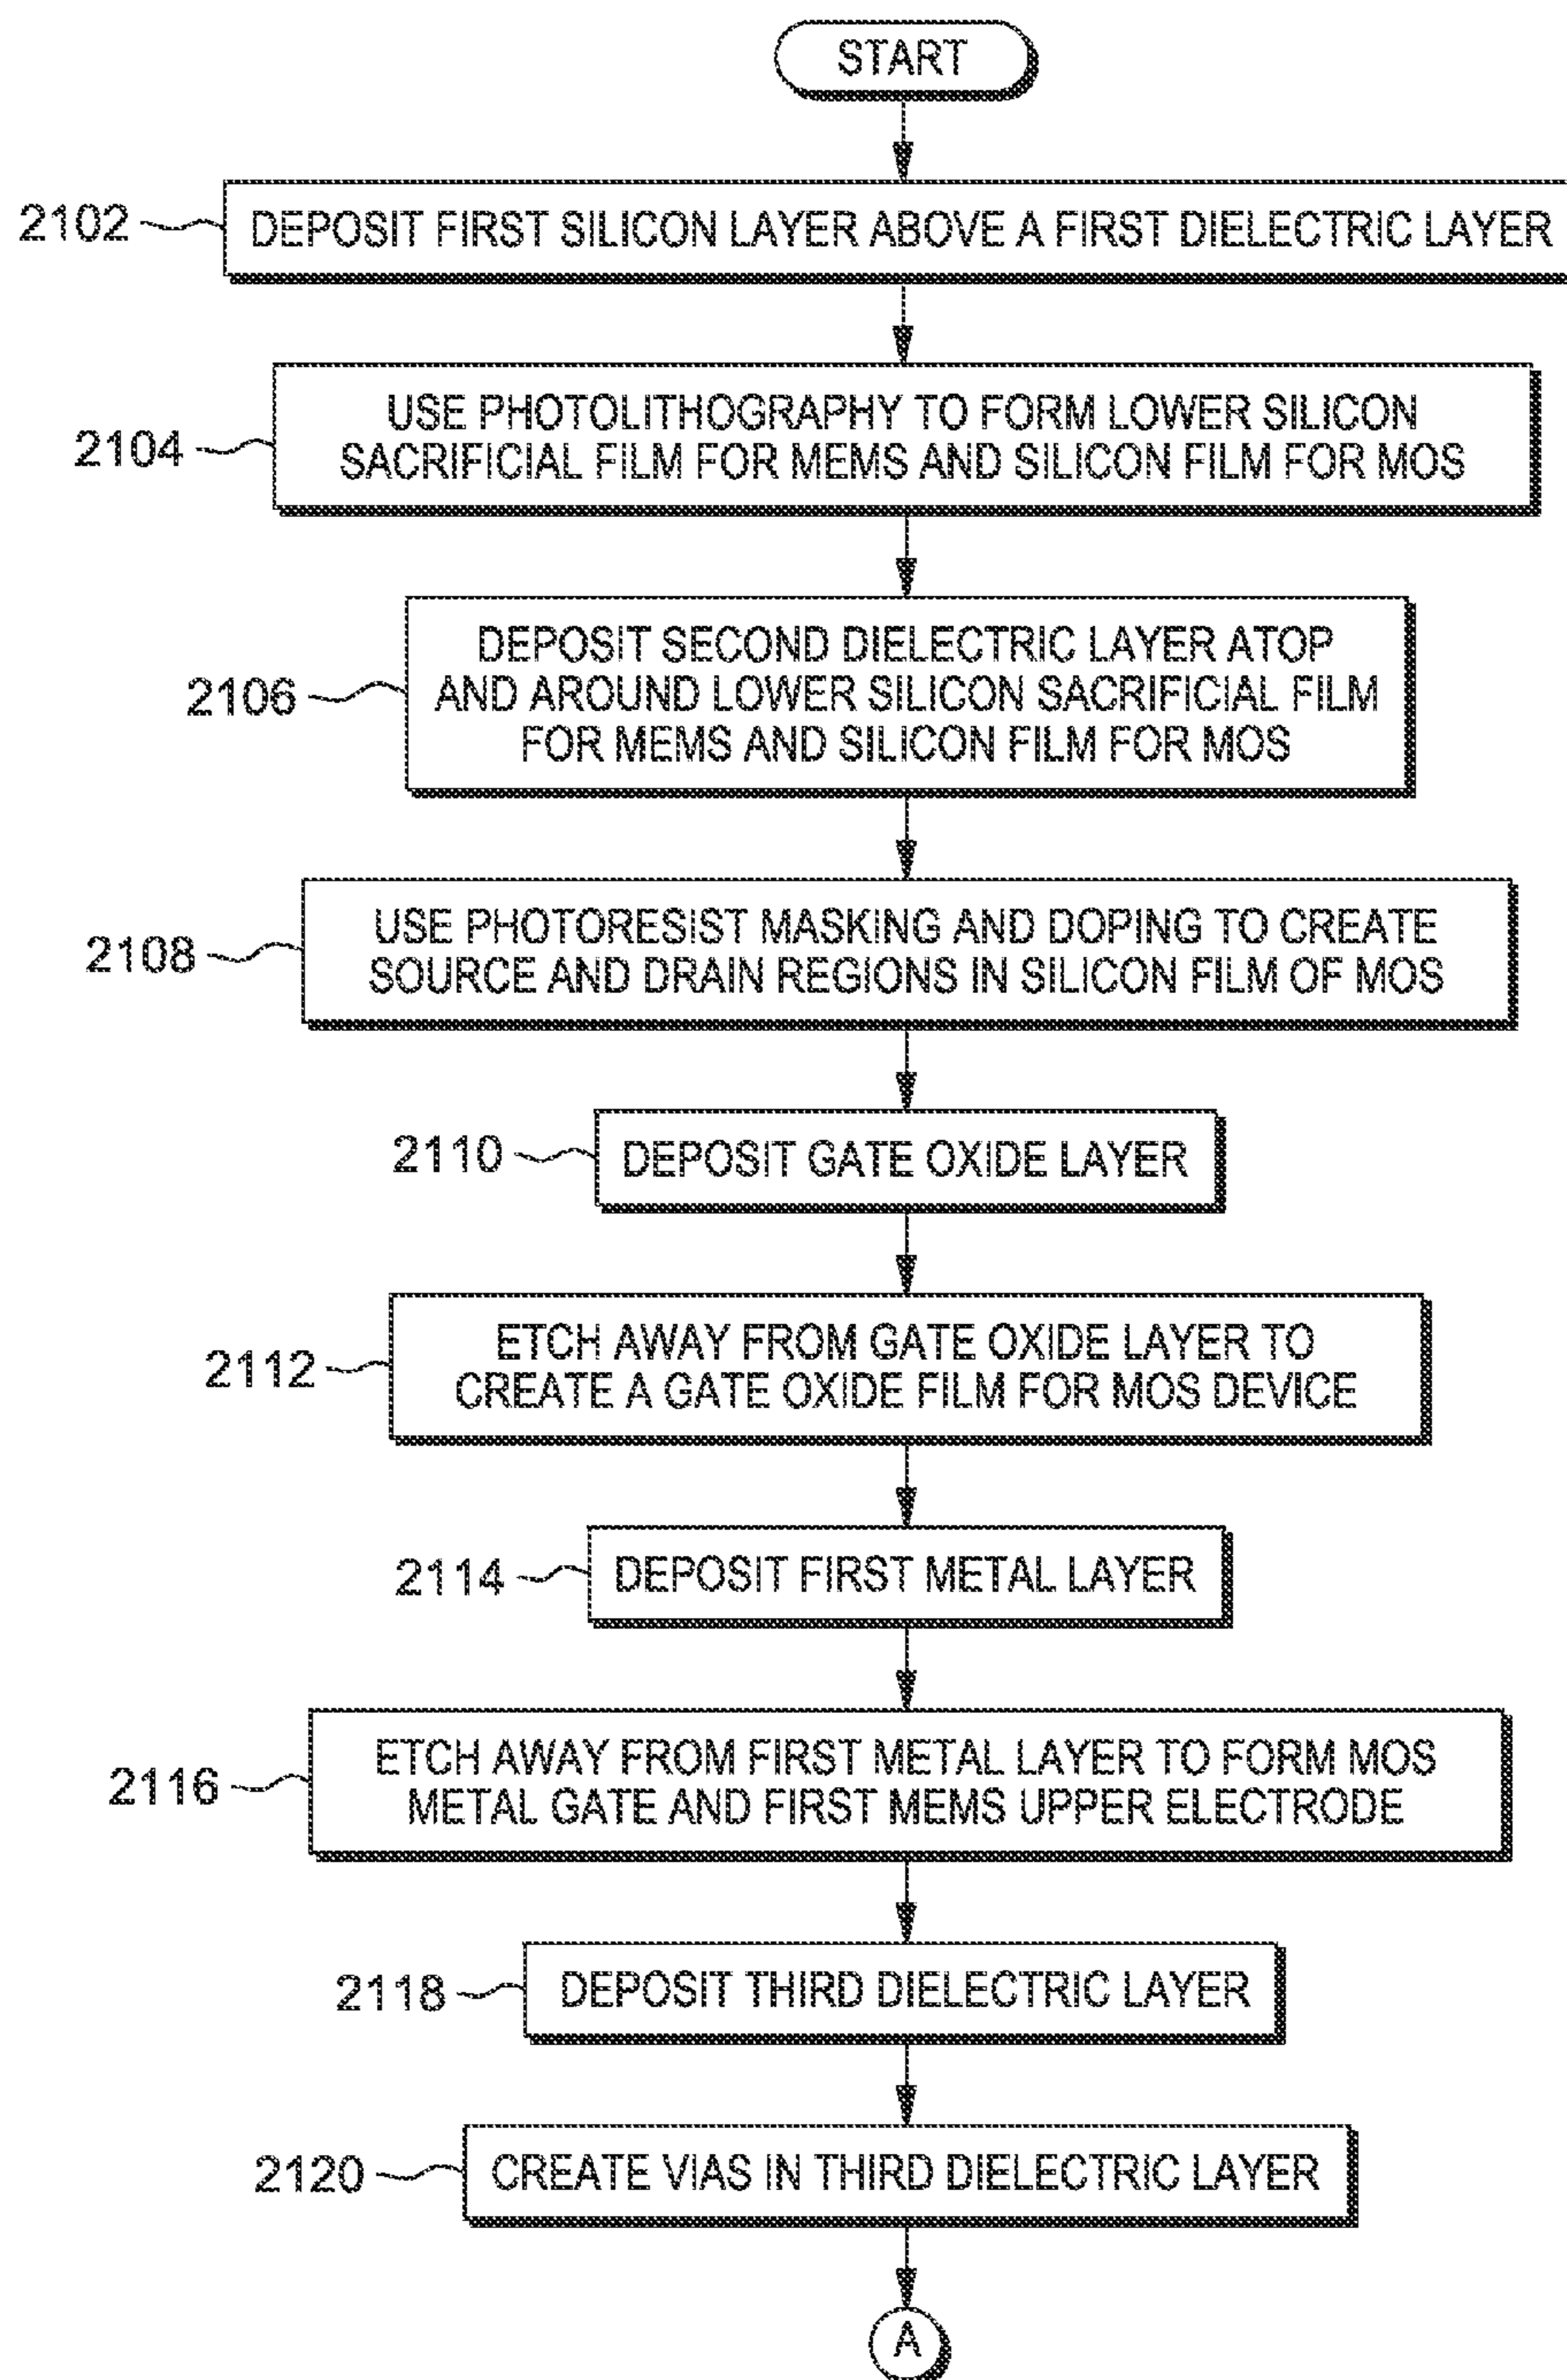 START
2102
DEPOSIT FIRST SILICON LAYER ABOVE A FIRST DIELECTRIC LAYER
2104
USE PHOTOLITHOGRAPHY TO FORM LOWER SILICON
SACRIFICIAL FILM FOR MEMS AND SILICON FILM FOR MOS
2106
DEPOSIT SECOND DIELECTRIC LAYER ATOP
AND AROUND LOWER SILICON SACRIFICIAL FILM
FOR MEMS AND SILICON FILM FOR MOS
2108
USE PHOTORESIST MASKING AND DOPING TO CREATE
SOURCE AND DRAIN REGIONS IN SILICON FILM OF MOS
2110
DEPOSIT GATE OXIDE LAYER
2112
ETCH AWAY FROM GATE OXIDE LAYER TO
CREATE A GATE OXIDE FILM FOR MOS DEVICE
2114
DEPOSIT FIRST METAL LAYER
2116
ETCH AWAY FROM FIRST METAL LAYER TO FORM MOS
METAL GATE AND FIRST MEMS UPPER ELECTRODE
2118
DEPOSIT THIRD DIELECTRIC LAYER
2120
CREATE VIAS IN THIRD DIELECTRIC LAYER
A